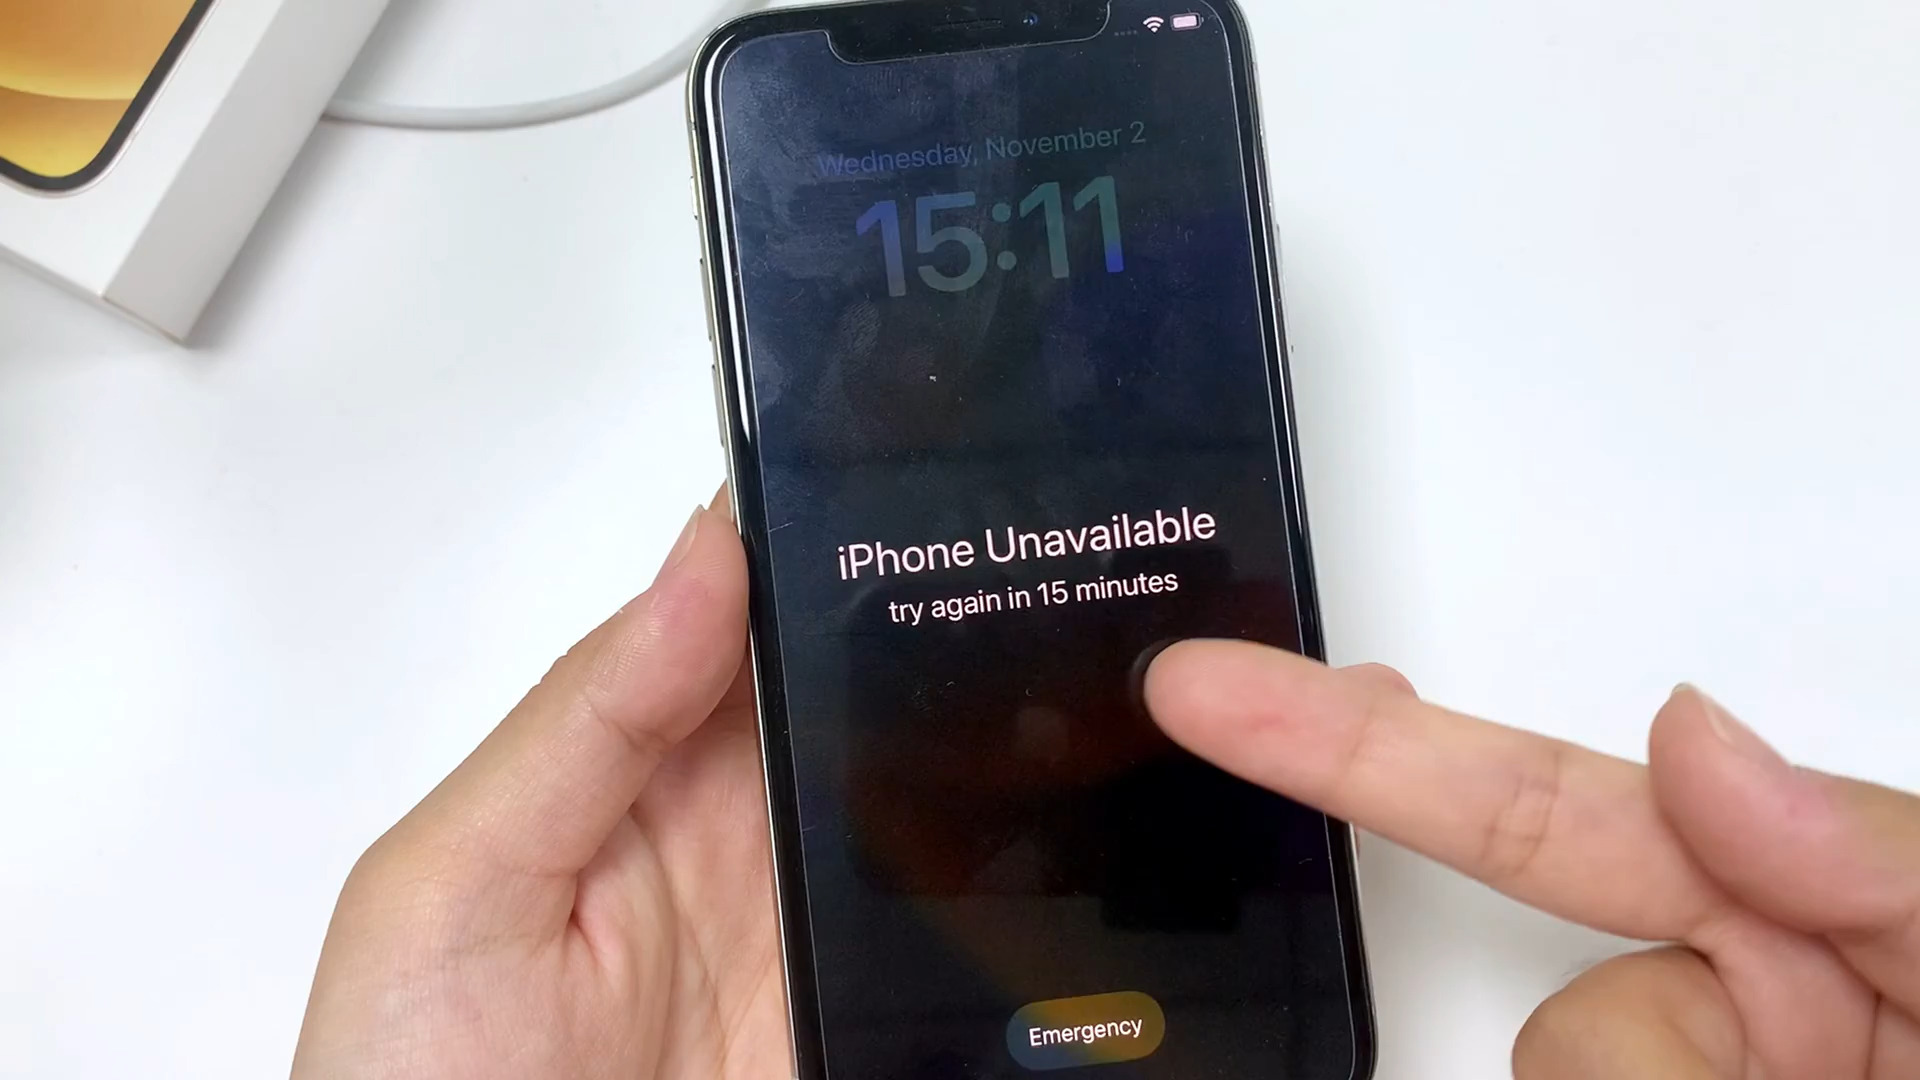 Wednesday, November 2
15:11
iPhone Unavailable
try again in 15 minutes
Emergency